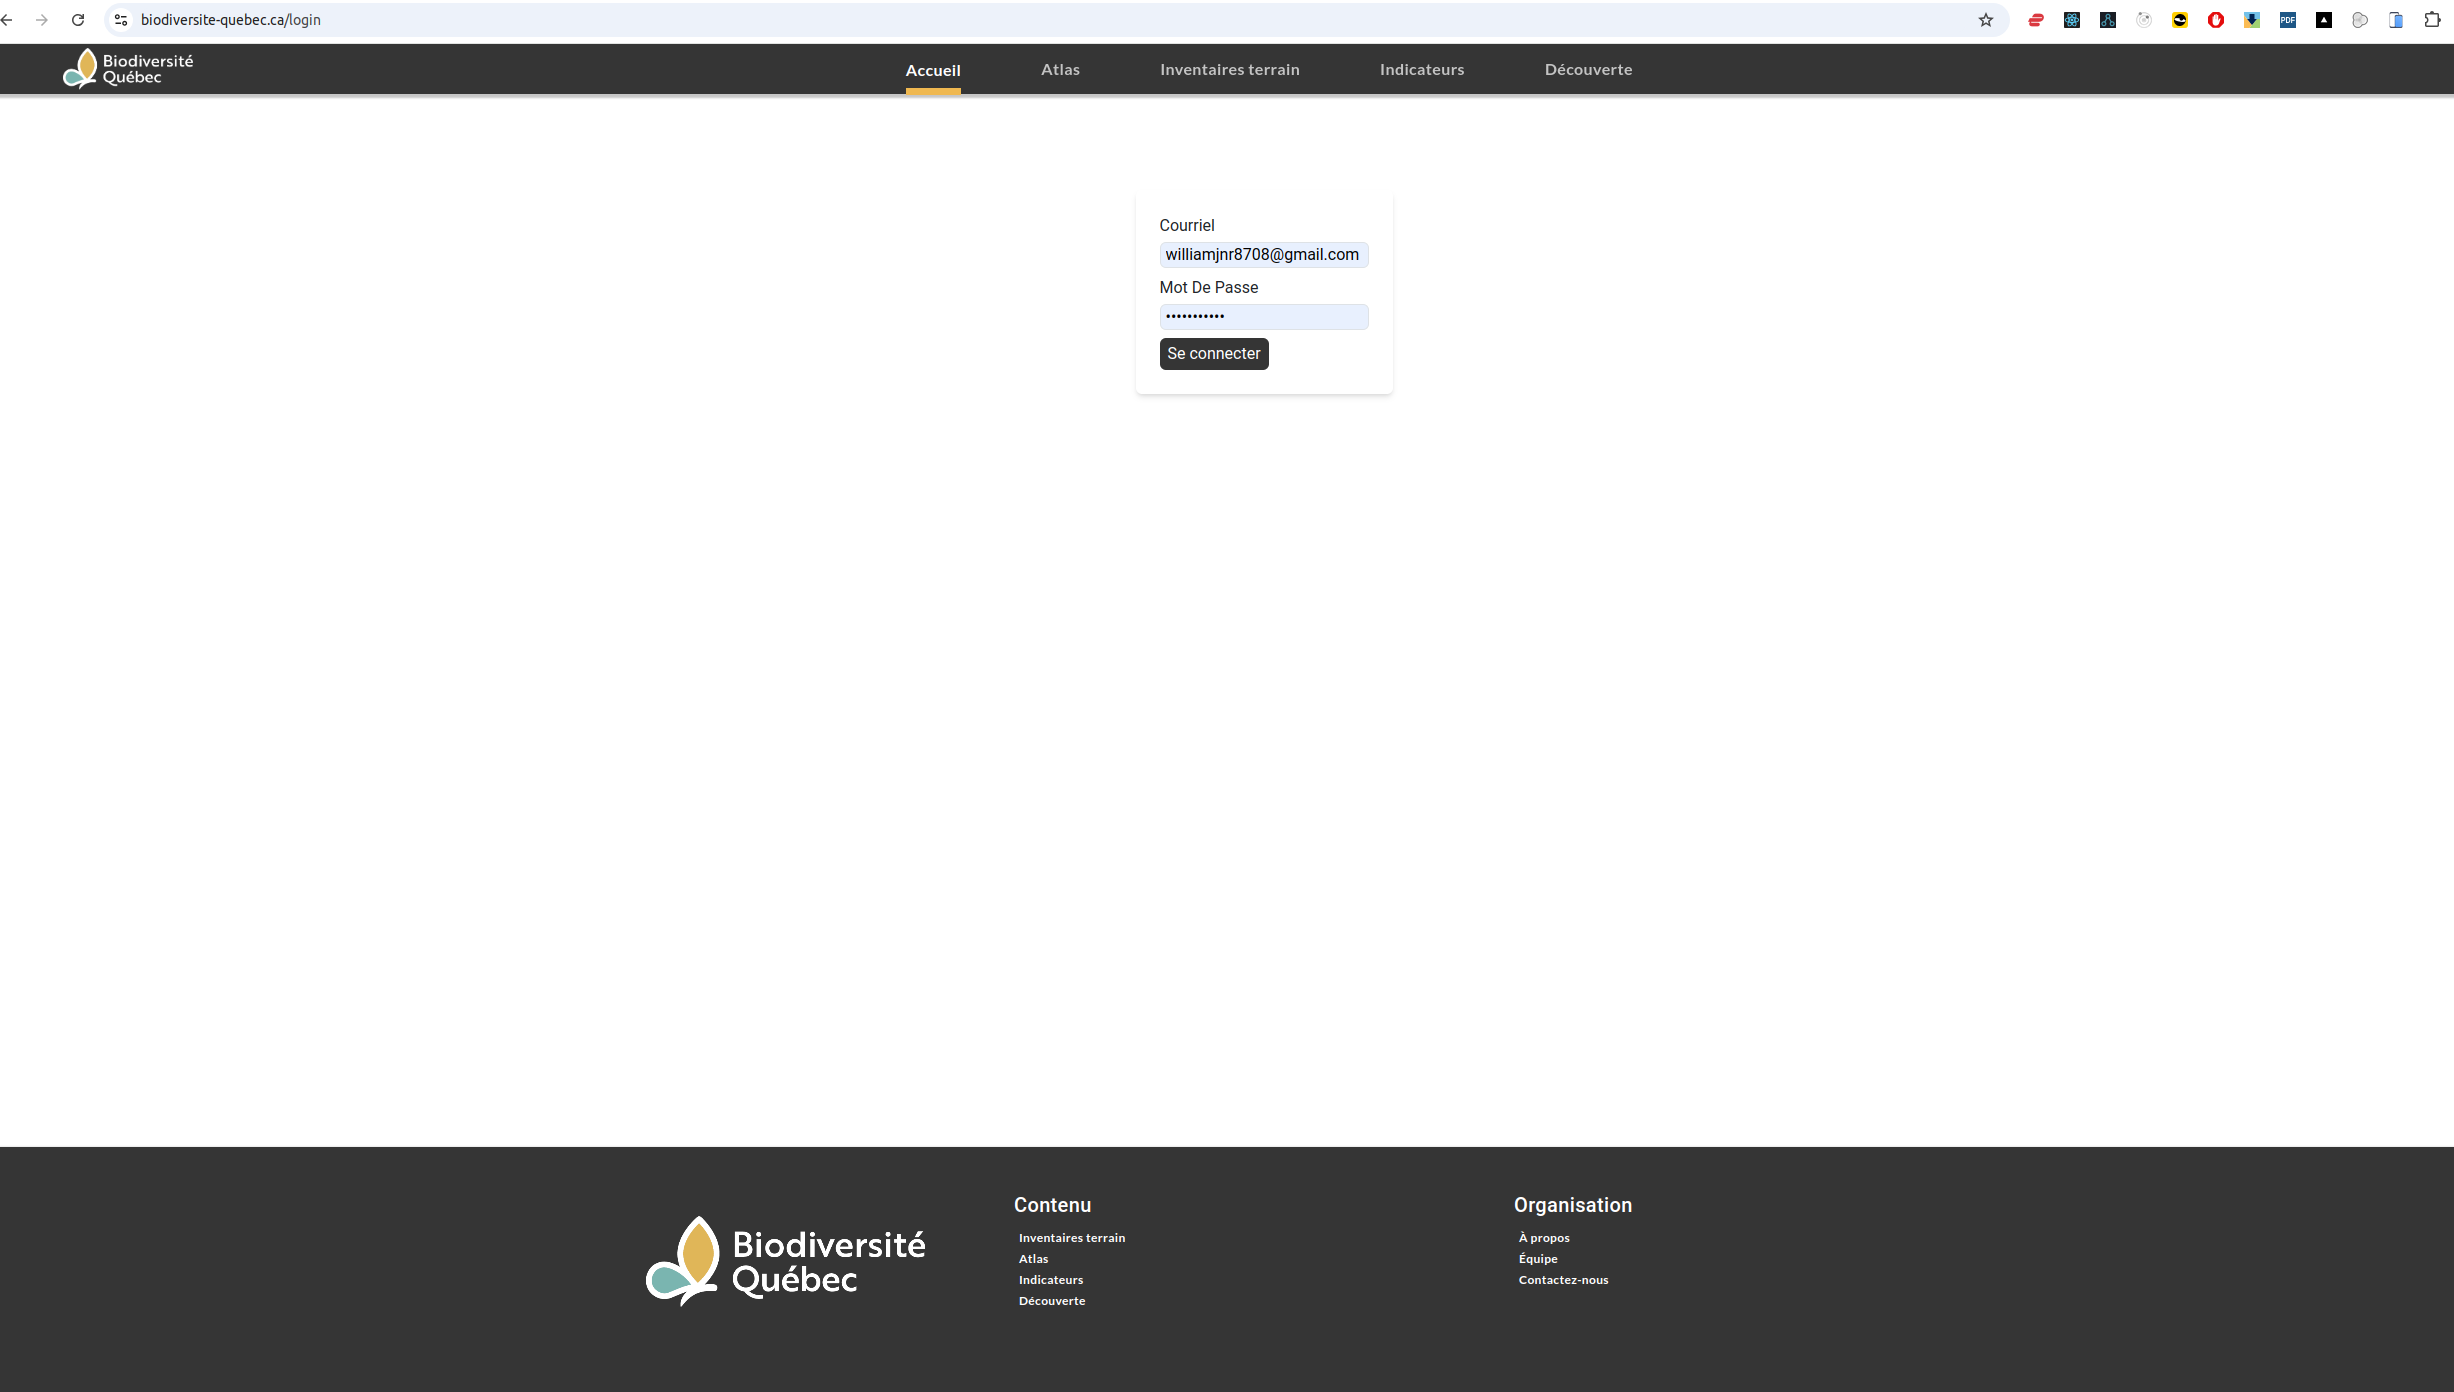 biodiversite-quebec.ca/login
PDF
Biodiversité
Québec
Accueil
Atlas
Inventaires terrain
Indicateurs
Découverte
Courriel
williamjnr8708@gmail.com
Mot De Passe
•••••••••••
Se connecter
Biodiversité
Québec
Contenu
Inventaires terrain
Atlas
Indicateurs
Découverte
Organisation
À propos
Équipe
Contactez-nous